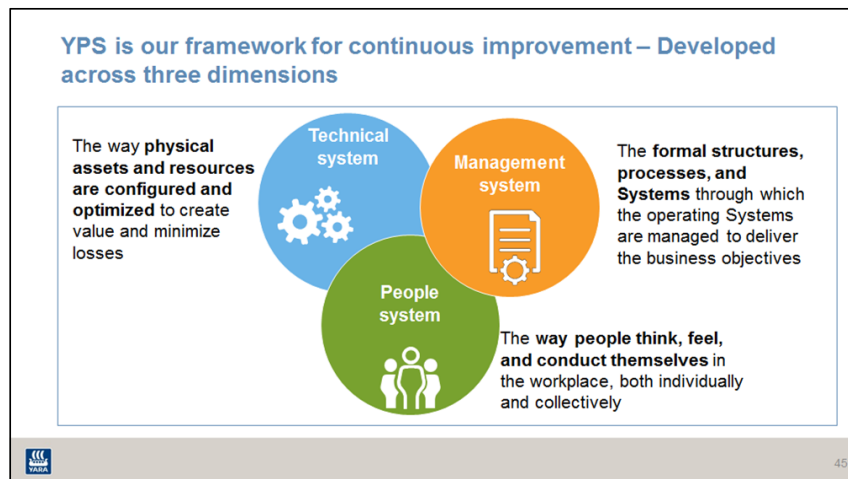 YPS is our framework for continuous improvement – Developed
across three dimensions
The way physical
assets and resources
are configured and
optimized to create
value and minimize
losses
Technical
system
Management
system
The formal structures,
processes, and
Systems through which
the operating Systems
are managed to deliver
the business objectives
People
system
The way people think, feel,
and conduct themselves in
the workplace, both individually
and collectively
YARA
45